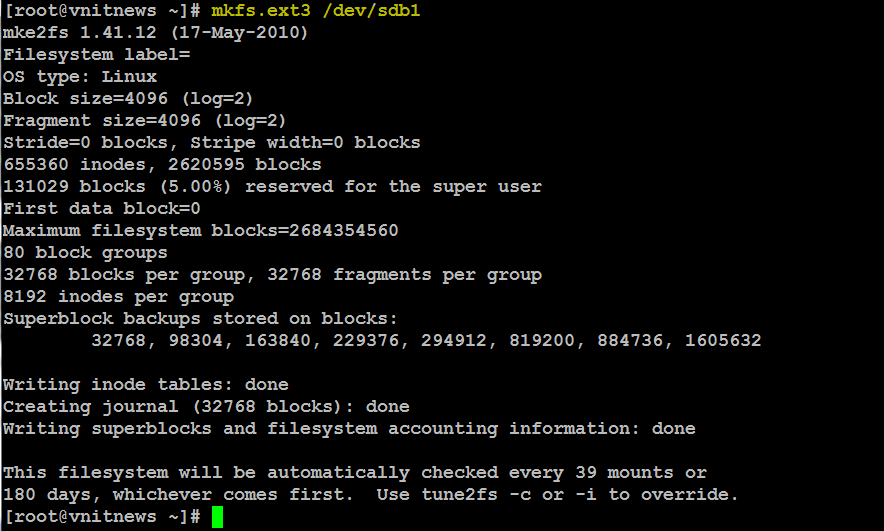 [root@vnitnews ~]# mkfs.ext3 /dev/sdb1
mke2fs 1.41.12 (17-May-2010)
Filesystem label=
OS type: Linux
Block size=4096 (log=2)
Fragment size=4096 (log=2)
Stride=0 blocks, Stripe width=0 blocks
655360 inodes, 2620595 blocks
131029 blocks (5.00%) reserved for the super user
First data block=0
Maximum filesystem blocks=2684354560
80 block groups
32768 blocks per group, 32768 fragments per group
8192 inodes per group
Superblock backups stored on blocks:
        32768, 98304, 163840, 229376, 294912, 819200, 884736, 1605632

Writing inode tables: done
Creating journal (32768 blocks): done
Writing superblocks and filesystem accounting information: done

This filesystem will be automatically checked every 39 mounts or
180 days, whichever comes first.  Use tune2fs -c or -i to override.
[root@vnitnews ~]#